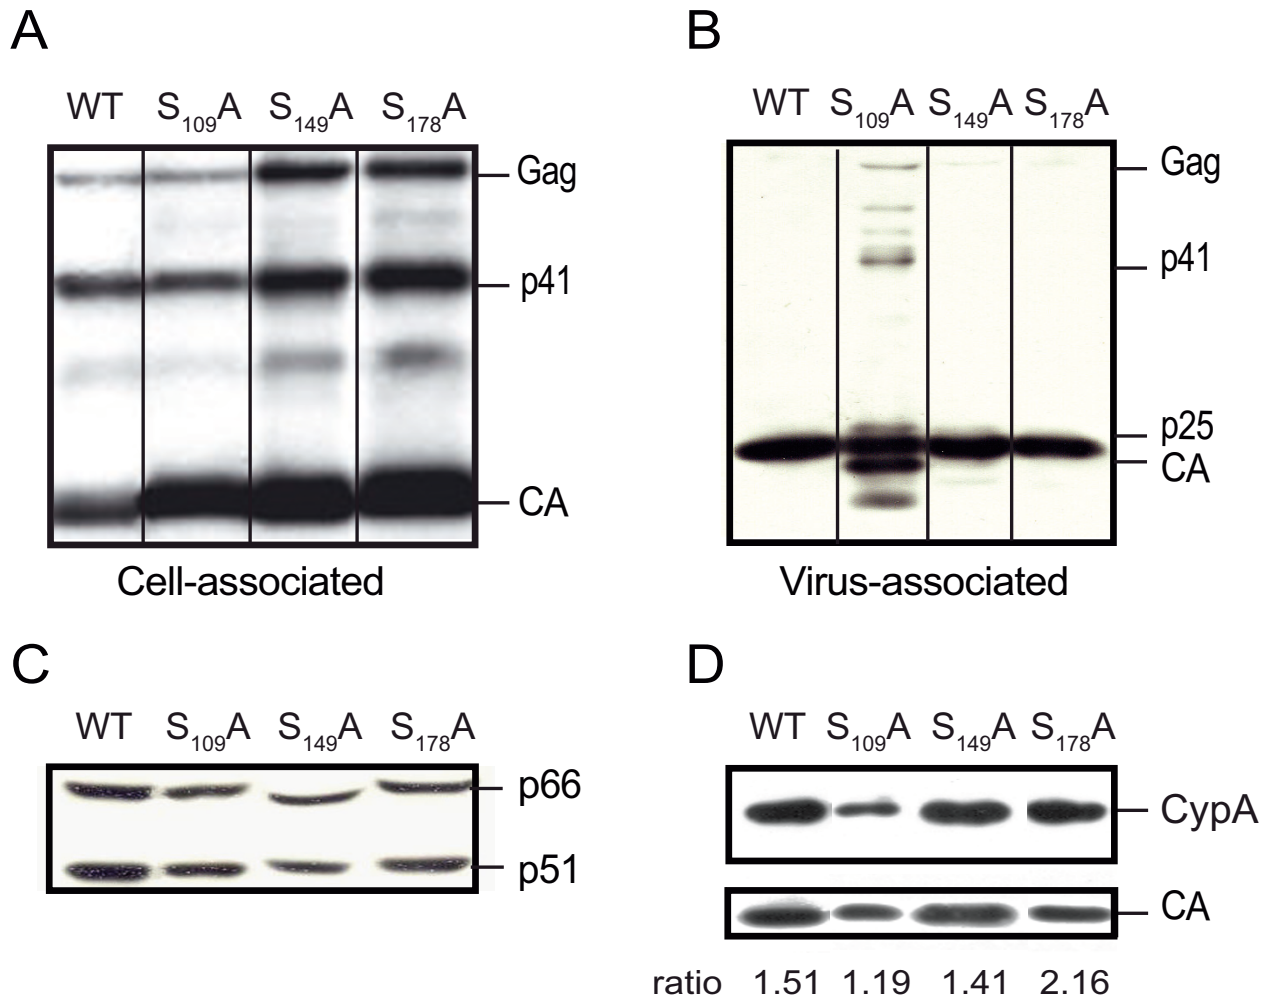 A
WT S109A S149A S178A
Gag
p41
CA
Cell-associated
B
WT S109A S149A S178A
Gag
p41
p25
CA
Virus-associated
C
WT S109A S149A S178A
p66
p51
D
WT S109A S149A S178A
CypA
CA
ratio 1.51 1.19 1.41 2.16